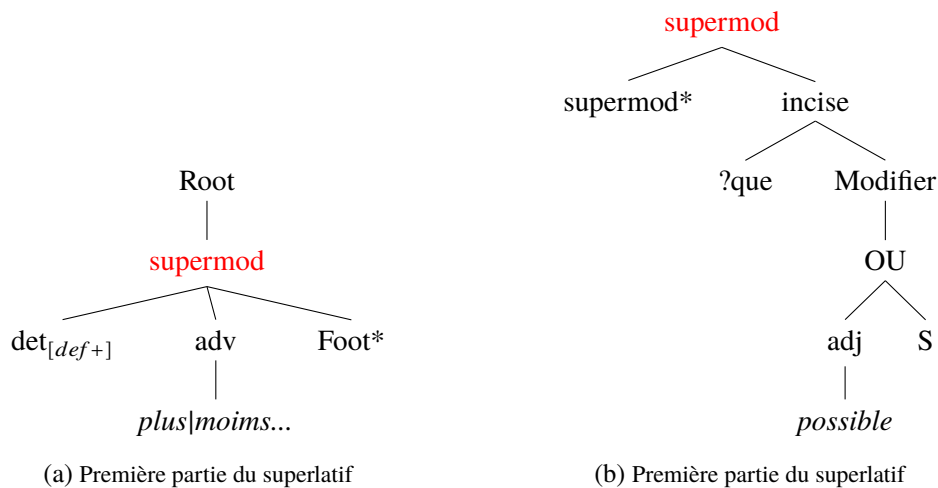 supermod
supermod* incise
?que Modifier
OU
adj S
possible
Root
supermod
det[def+] adv Foot*
plus|moims...
(a) Première partie du superlatif
(b) Première partie du superlatif